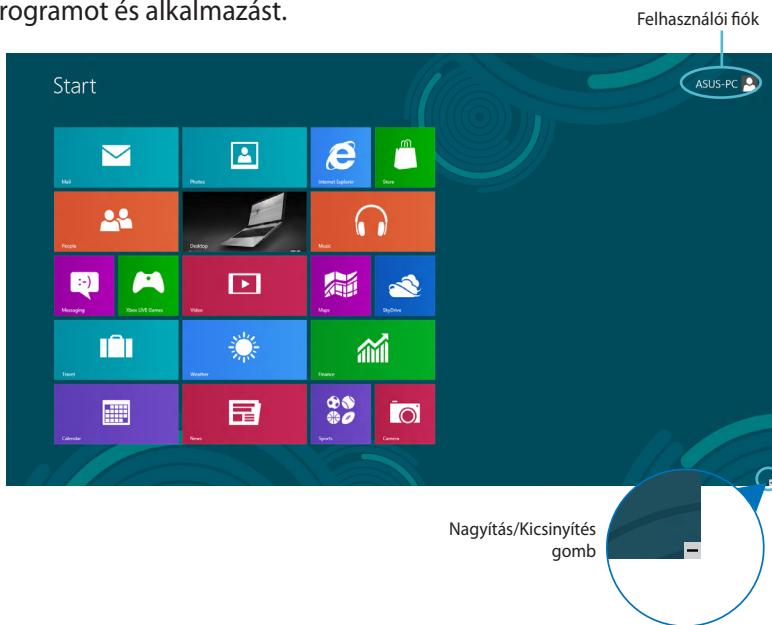 rogramot és alkalmazást.
Felhasználói fiók
Start
ASUS-PC
Mail
Photos
Internet Explorer
Store
People
Desktop
Music
Messaging
Xbox LIVE Games
Video
Maps
SkyDrive
Travel
Weather
Finance
Calendar
News
Sports
Camera
Nagyítás/Kicsinyítés
gomb